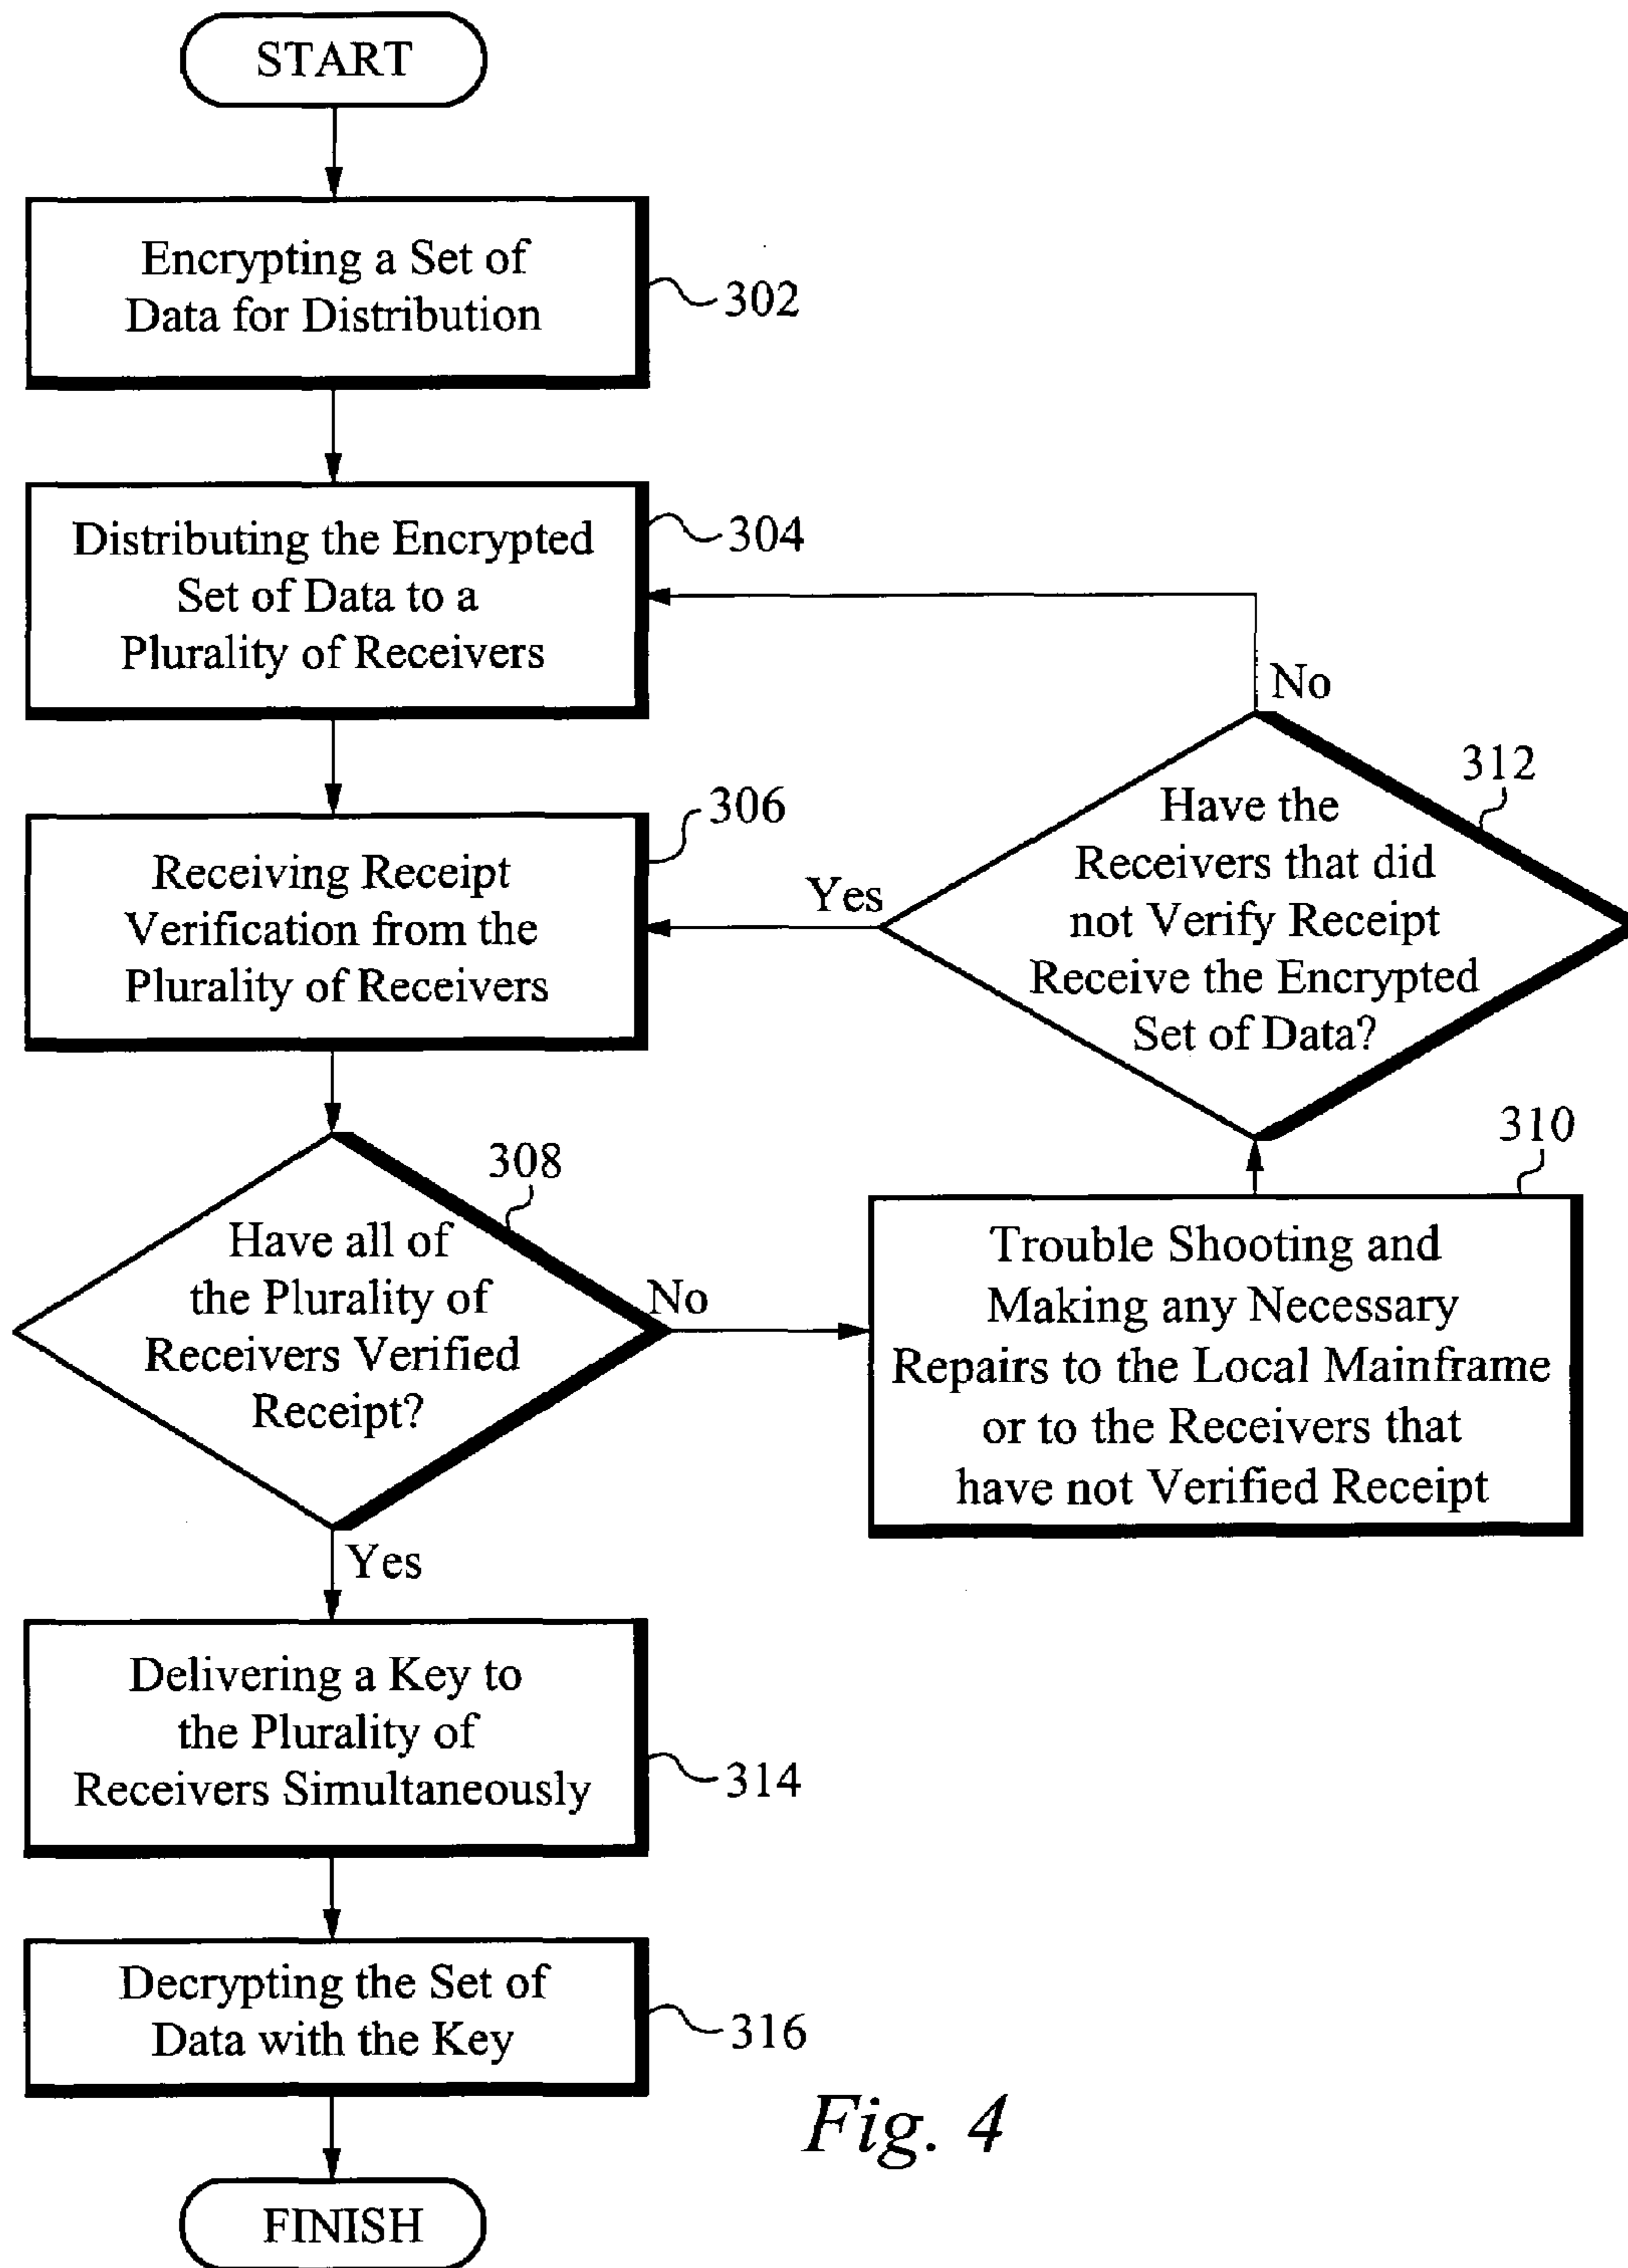 START
Encrypting a Set of
Data for Distribution
302
Distributing the Encrypted
Set of Data to a
Plurality of Receivers
304
Receiving Receipt
Verification from the
Plurality of Receivers
306
Have all of
the Plurality of
Receivers Verified
Receipt?
308
No
Trouble Shooting and
Making any Necessary
Repairs to the Local Mainframe
or to the Receivers that
have not Verified Receipt
310
Have the
Receivers that did
not Verify Receipt
Receive the Encrypted
Set of Data?
312
No
Yes
Yes
Delivering a Key to
the Plurality of
Receivers Simultaneously
314
Decrypting the Set of
Data with the Key
316
FINISH
Fig. 4